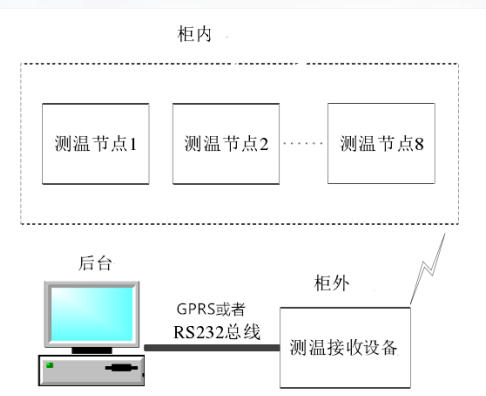 柜内
测温节点1
测温节点2
······
测温节点8
后台
柜外
GPRS或者
RS232总线
测温接收设备